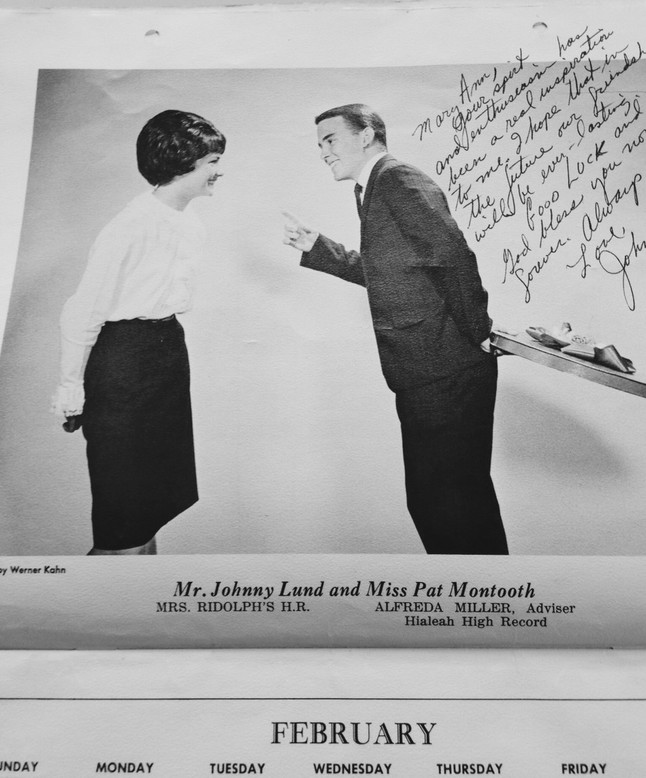 Mary Ann,
Your spirit
and enthuseasm has
been a real inspiration
to me. I hope that in
the future our friendsh
will be ever-lasting
Good Luck and
God bless you now
forever. Always
Love,
John
by Werner Kahn
Mr. Johnny Lund and Miss Pat Montooth
MRS. RIDOLPH'S H.R. ALFREDA MILLER, Adviser
Hialeah High Record
FEBRUARY
UNDAY MONDAY TUESDAY WEDNESDAY THURSDAY FRIDAY